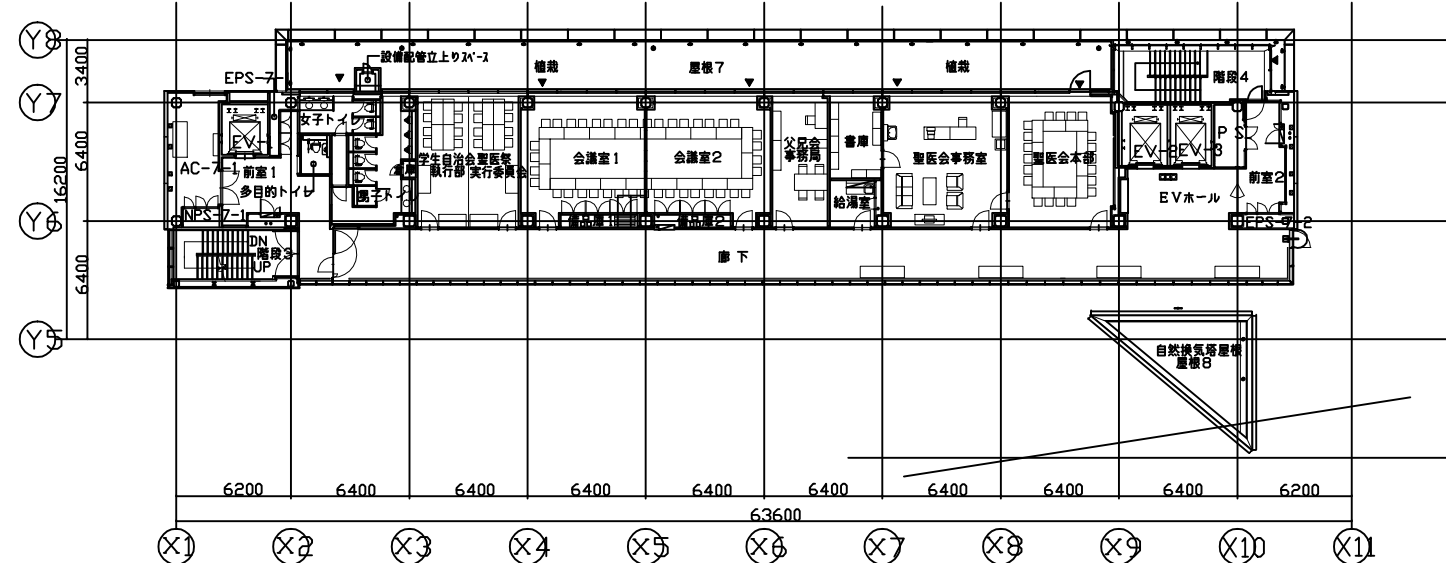 Y8
3400
設備配管立上りスペース
植栽
屋根7
植栽
階段4
EPS-7-
Y7
女子トイレ
6400
16200
EV-
AC-7-1
前室1
多目的トイレ
NPS-7-1
男子ト
学生自治会
執行部
聖医祭
実行委員会
会議室1
会議室2
父兄会
事務局
書庫
給湯室
聖医会事務室
聖医会本部
PS
EV-2
EV-3
前室2
EVホール
Y6
備品庫1
備品庫2
EPS-7-2
DN
階段3
UP
廊下
6400
Y5
自然換気塔屋根
屋根8
6200
6400
6400
6400
6400
6400
6400
6400
6400
6200
63600
X1
X2
X3
X4
X5
X6
X7
X8
X9
X10
X11